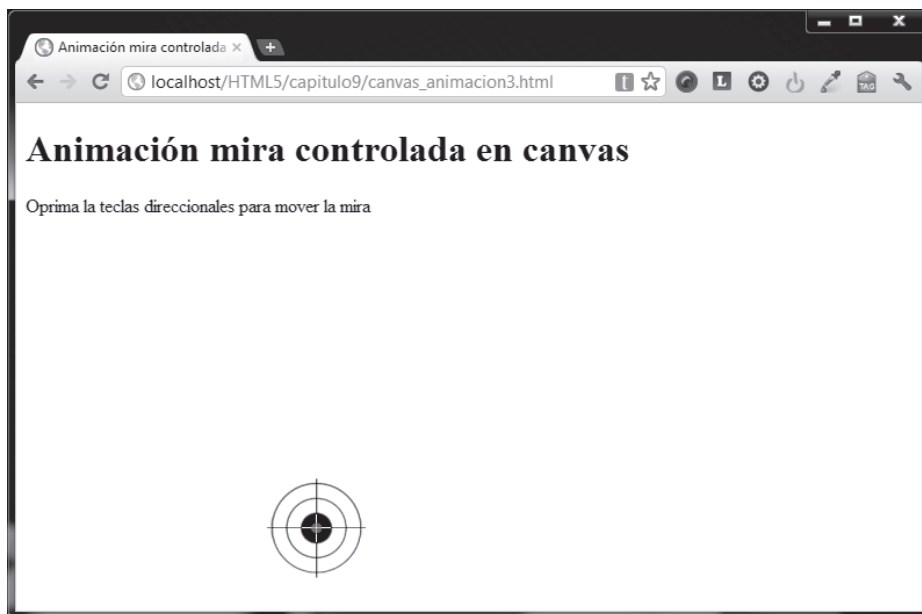 Animación mira controlada
localhost/HTML5/capitulo9/canvas_animacion3.html
t
L
TAG
Animación mira controlada en canvas
Oprima la teclas direccionales para mover la mira